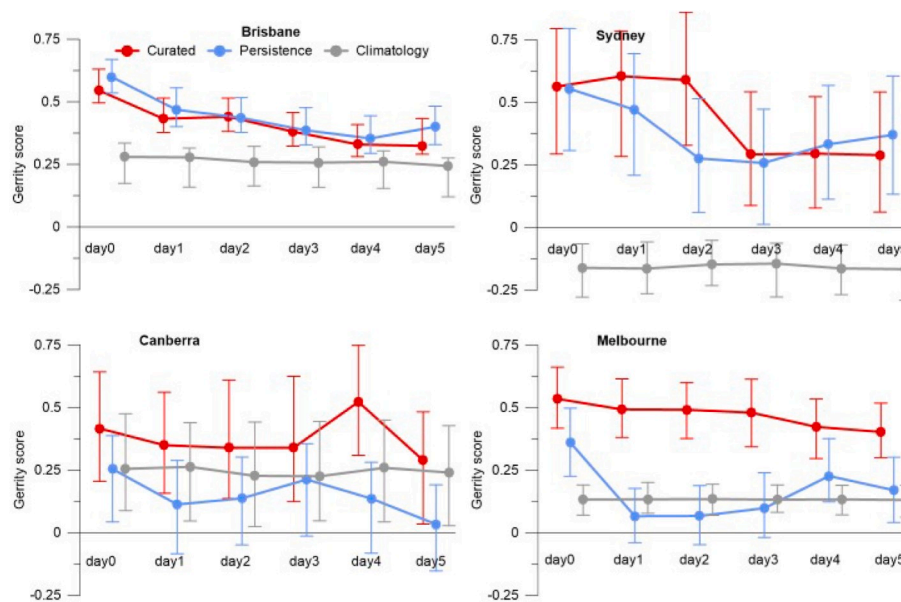 Brisbane
Curated Persistence Climatology
Gerrity score
0.75
0.5
0.25
0
-0.25
day0 day1 day2 day3 day4 day5
Sydney
Gerrity score
0.75
0.5
0.25
0
-0.25
day0 day1 day2 day3 day4
Canberra
Gerrity score
0.75
0.5
0.25
0
-0.25
day0 day1 day2 day3 day4 day5
Melbourne
Gerrity score
0.75
0.5
0.25
0
-0.25
day0 day1 day2 day3 day4 day5